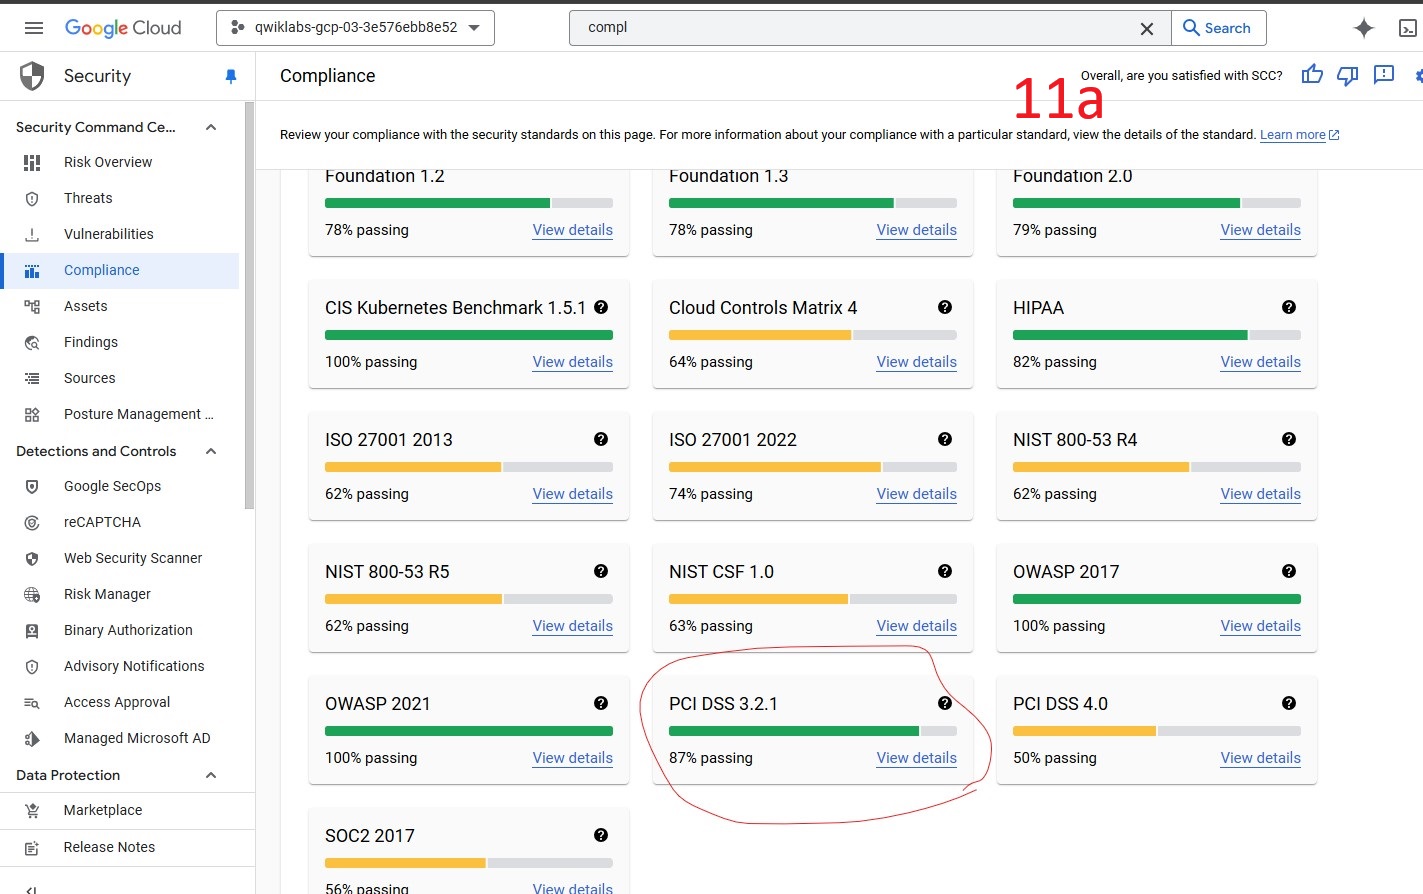 Google Cloud
qwiklabs-gcp-03-3e576ebb8e52
compl
Search
Security
Compliance
Overall, are you satisfied with SCC?
11a
Review your compliance with the security standards on this page. For more information about your compliance with a particular standard, view the details of the standard. Learn more
Security Command Ce...
Risk Overview
Threats
Vulnerabilities
Compliance
Assets
Findings
Sources
Posture Management ...
Detections and Controls
Google SecOps
reCAPTCHA
Web Security Scanner
Risk Manager
Binary Authorization
Advisory Notifications
Access Approval
Managed Microsoft AD
Data Protection
Marketplace
Release Notes
Foundation 1.2
78% passing View details
Foundation 1.3
78% passing View details
Foundation 2.0
79% passing View details
CIS Kubernetes Benchmark 1.5.1
100% passing View details
Cloud Controls Matrix 4
64% passing View details
HIPAA
82% passing View details
ISO 27001 2013
62% passing View details
ISO 27001 2022
74% passing View details
NIST 800-53 R4
62% passing View details
NIST 800-53 R5
62% passing View details
NIST CSF 1.0
63% passing View details
OWASP 2017
100% passing View details
OWASP 2021
100% passing View details
PCI DSS 3.2.1
87% passing View details
PCI DSS 4.0
50% passing View details
SOC2 2017
56% passing View details